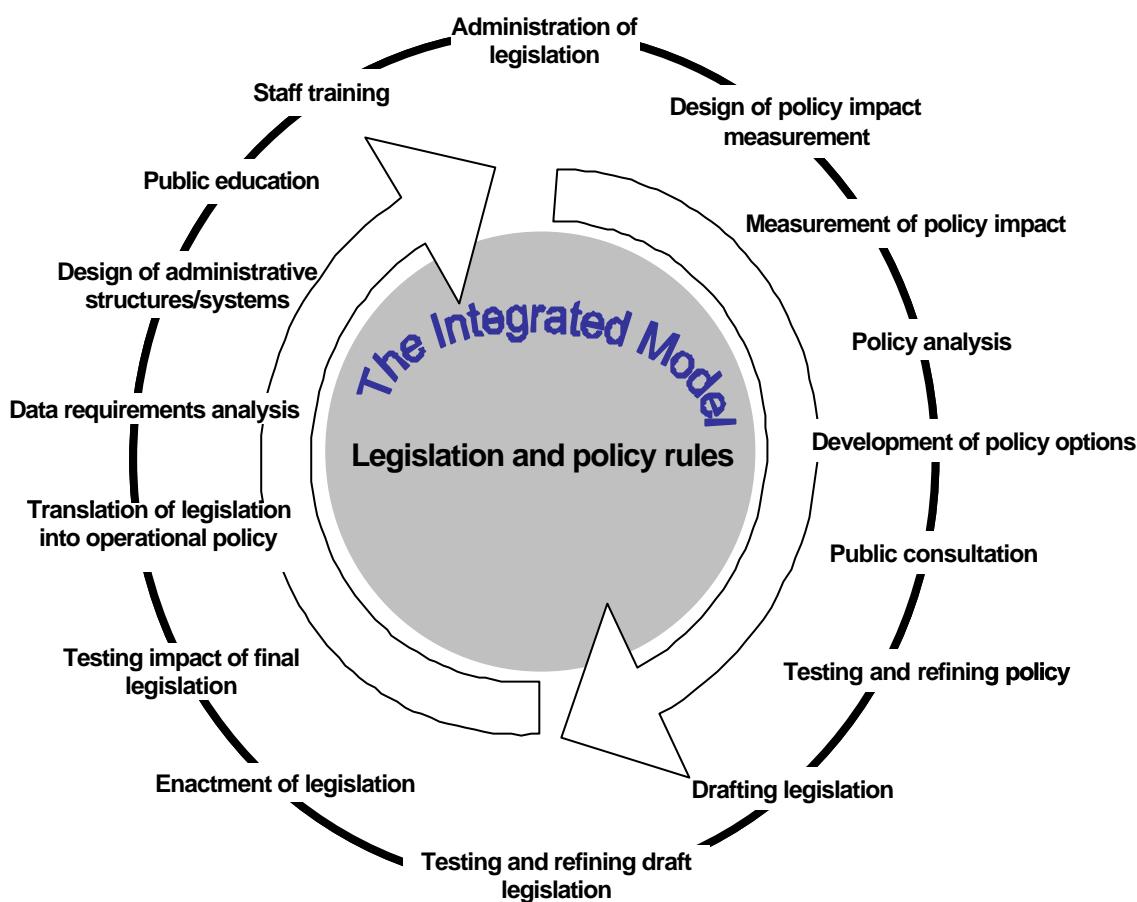 Administration of
legislation
Design of policy impact
measurement
Measurement of policy impact
Policy analysis
Development of policy options
Public consultation
Testing and refining policy
Drafting legislation
Testing and refining draft
legislation
Enactment of legislation
Testing impact of final
legislation
Translation of legislation
into operational policy
Data requirements analysis
Design of administrative
structures/systems
Public education
Staff training
The Integrated Model
Legislation and policy rules